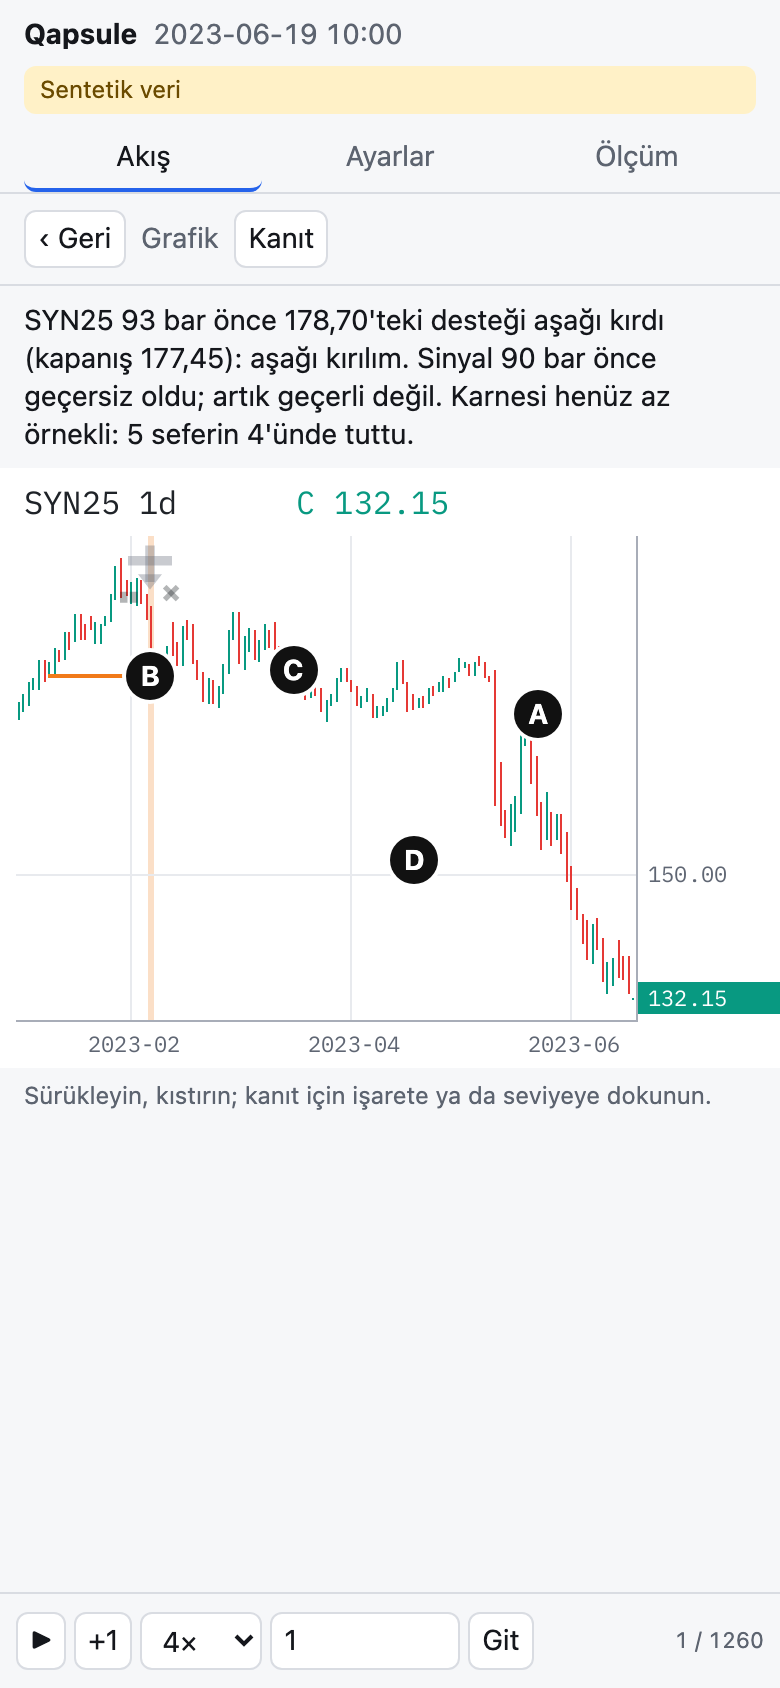 Qapsule 2023-06-19 10:00
Sentetik veri
Akış Ayarlar Ölçüm
‹ Geri Grafik Kanıt
SYN25 93 bar önce 178,70'teki desteği aşağı kırdı
(kapanış 177,45): aşağı kırılım. Sinyal 90 bar önce
geçersiz oldu; artık geçerli değil. Karnesi henüz az
örnekli: 5 seferin 4'ünde tuttu.
SYN25 1d C 132.15
B
C
A
D
150.00
132.15
2023-02 2023-04 2023-06
Sürükleyin, kıstırın; kanıt için işarete ya da seviyeye dokunun.
+1 4× 1 Git 1 / 1260